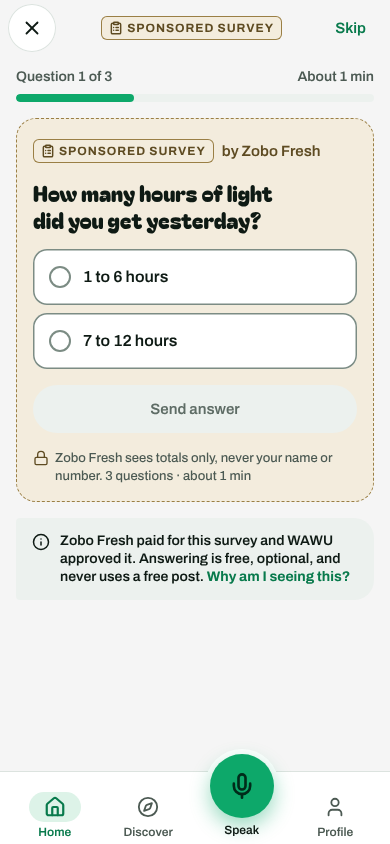 SPONSORED SURVEY
Skip
Question 1 of 3
About 1 min
SPONSORED SURVEY by Zobo Fresh
How many hours of light
did you get yesterday?
1 to 6 hours
7 to 12 hours
Send answer
Zobo Fresh sees totals only, never your name or
number. 3 questions · about 1 min
Zobo Fresh paid for this survey and WAWU
approved it. Answering is free, optional, and
never uses a free post. Why am I seeing this?
Home
Discover
Speak
Profile